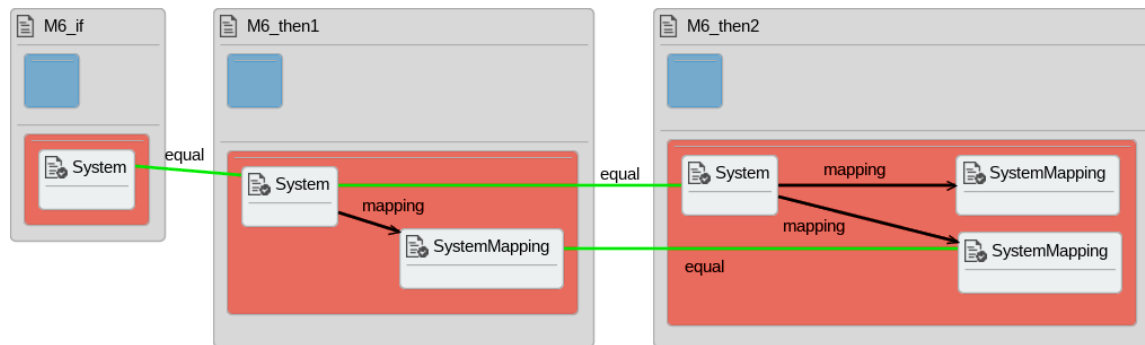 M6_if
System
equal
M6_then1
System
mapping
SystemMapping
equal
M6_then2
System
mapping
SystemMapping
mapping
SystemMapping
equal